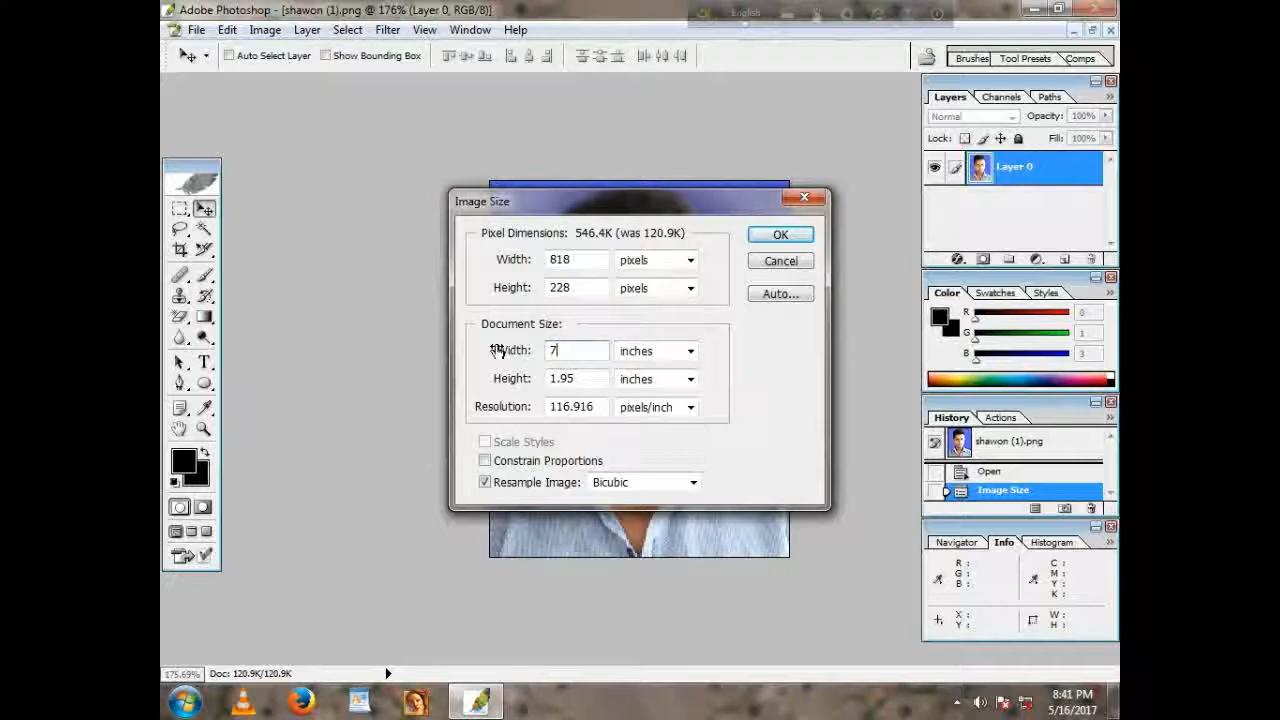 Adobe Photoshop - [shawon (1).png @ 176% (Layer 0, RGB/8)]
English
File Edit Image Layer Select Filter View Window Help
Auto Select Layer Show Bounding Box
Brushes Tool Presets Comps
Layers Channels Paths
Normal Opacity: 100%
Lock: Fill: 100%
Layer 0
Image Size
Pixel Dimensions: 546.4K (was 120.9K)
Width: 818 pixels
Height: 228 pixels
OK
Cancel
Auto...
Document Size:
Width: 7 inches
Height: 1.95 inches
Resolution: 116.916 pixels/inch
Scale Styles
Constrain Proportions
Resample Image: Bicubic
Color Swatches Styles
R 0
G 1
B 3
History Actions
shawon (1).png
Open
Image Size
Navigator Info Histogram
R : C :
G : M :
B : Y :
K :
X : W :
Y : H :
175.69% Doc: 120.9K/120.9K
8:41 PM
5/16/2017